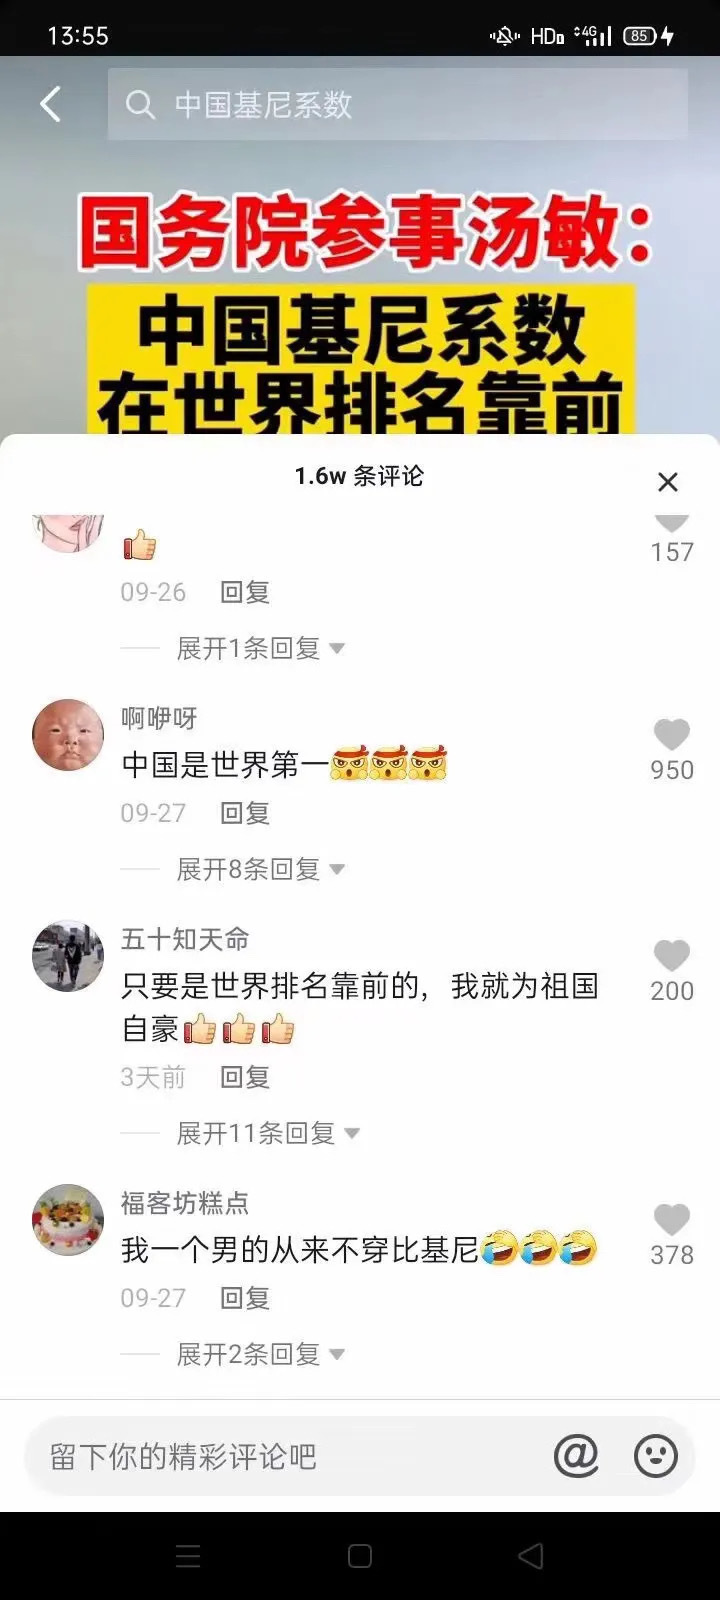 13:55
HD 4G 85
中国基尼系数
国务院参事汤敏：
中国基尼系数
在世界排名靠前
1.6w 条评论
157
09-26 回复
展开1条回复
啊咿呀
中国是世界第一
950
09-27 回复
展开8条回复
五十知天命
只要是世界排名靠前的，我就为祖国
自豪
200
3天前 回复
展开11条回复
福客坊糕点
我一个男的从来不穿比基尼
378
09-27 回复
展开2条回复
留下你的精彩评论吧 @